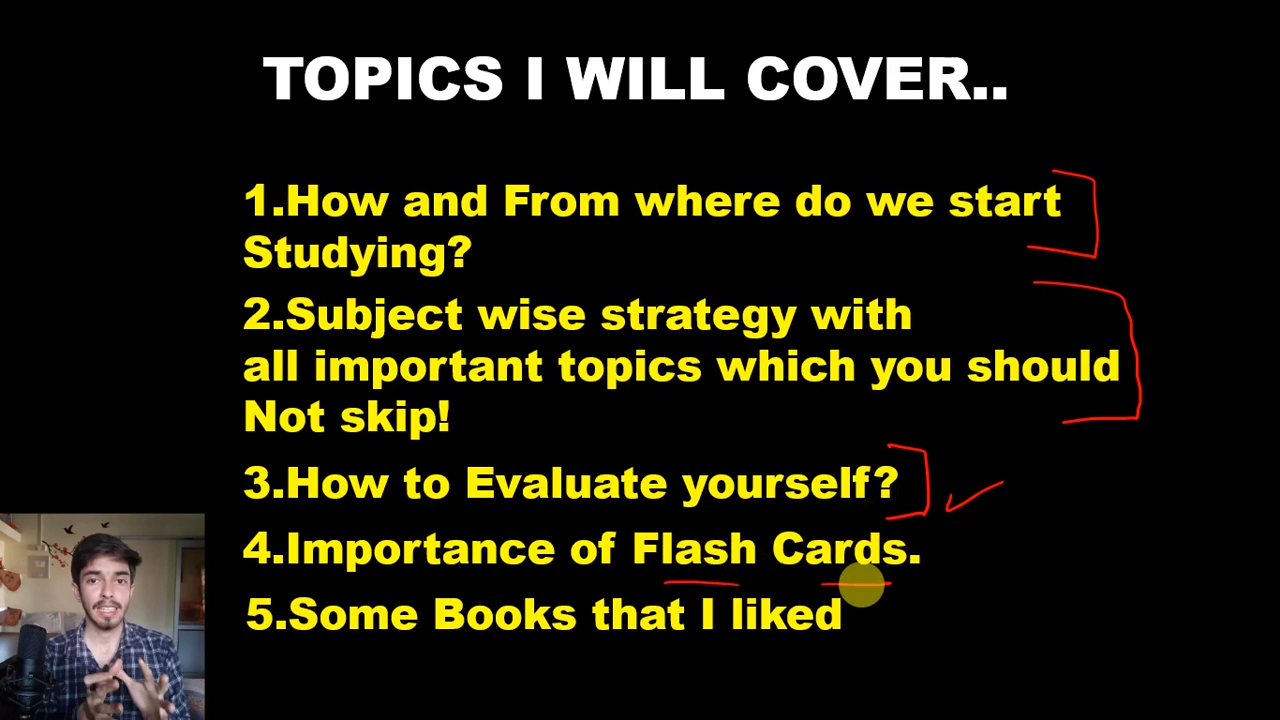 TOPICS I WILL COVER..
1.How and From where do we start
Studying?
2.Subject wise strategy with
all important topics which you should
Not skip!
3.How to Evaluate yourself?
4.Importance of Flash Cards.
5.Some Books that I liked